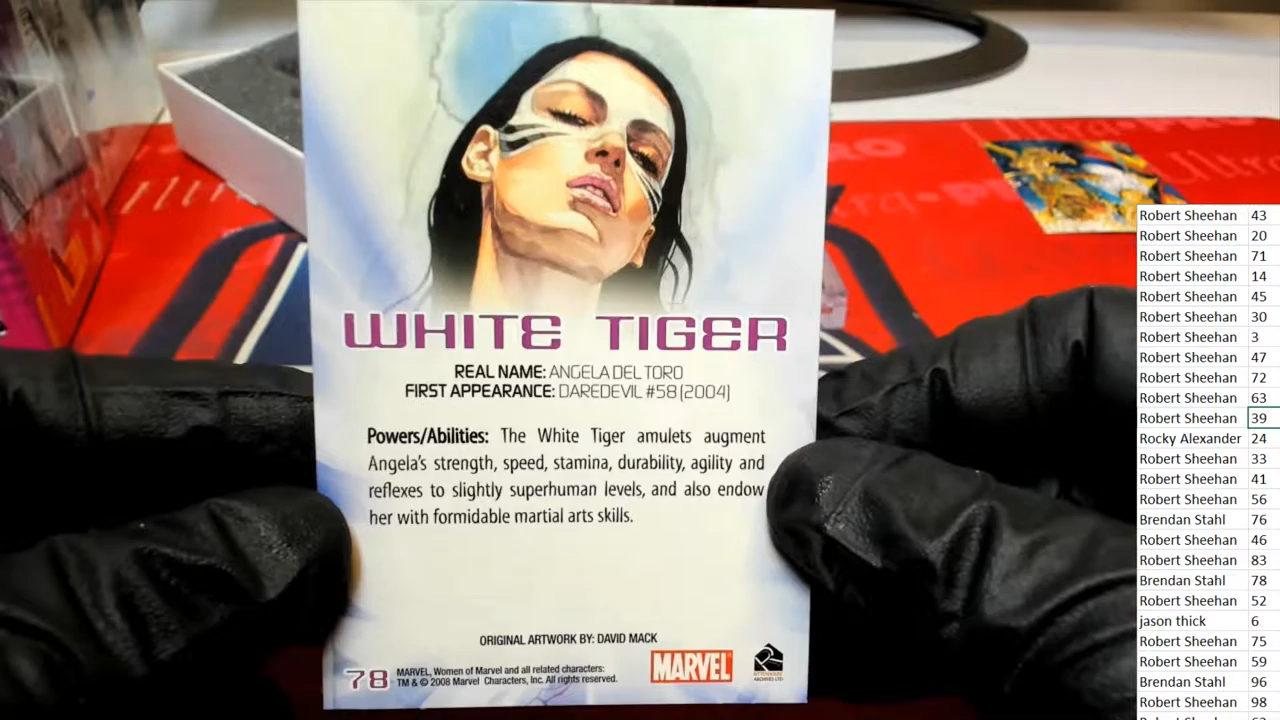 WHITE TIGER
REAL NAME: ANGELA DEL TORO
FIRST APPEARANCE: DAREDEVIL #58 (2004)
Powers/Abilities: The White Tiger amulets augment
Angela's strength, speed, stamina, durability, agility and
reflexes to slightly superhuman levels, and also endow
her with formidable martial arts skills.
ORIGINAL ARTWORK BY: DAVID MACK
78
MARVEL, Women of Marvel and all related characters:
TM & © 2008 Marvel Characters, Inc. All rights reserved.
MARVEL
RITTENHOUSE
ARCHIVES LTD
Robert Sheehan 43
Robert Sheehan 20
Robert Sheehan 71
Robert Sheehan 14
Robert Sheehan 45
Robert Sheehan 30
Robert Sheehan 3
Robert Sheehan 47
Robert Sheehan 72
Robert Sheehan 63
Robert Sheehan 39
Rocky Alexander 24
Robert Sheehan 33
Robert Sheehan 41
Robert Sheehan 56
Brendan Stahl 76
Robert Sheehan 46
Robert Sheehan 83
Brendan Stahl 78
Robert Sheehan 52
jason thick 6
Robert Sheehan 75
Robert Sheehan 59
Brendan Stahl 96
Robert Sheehan 98